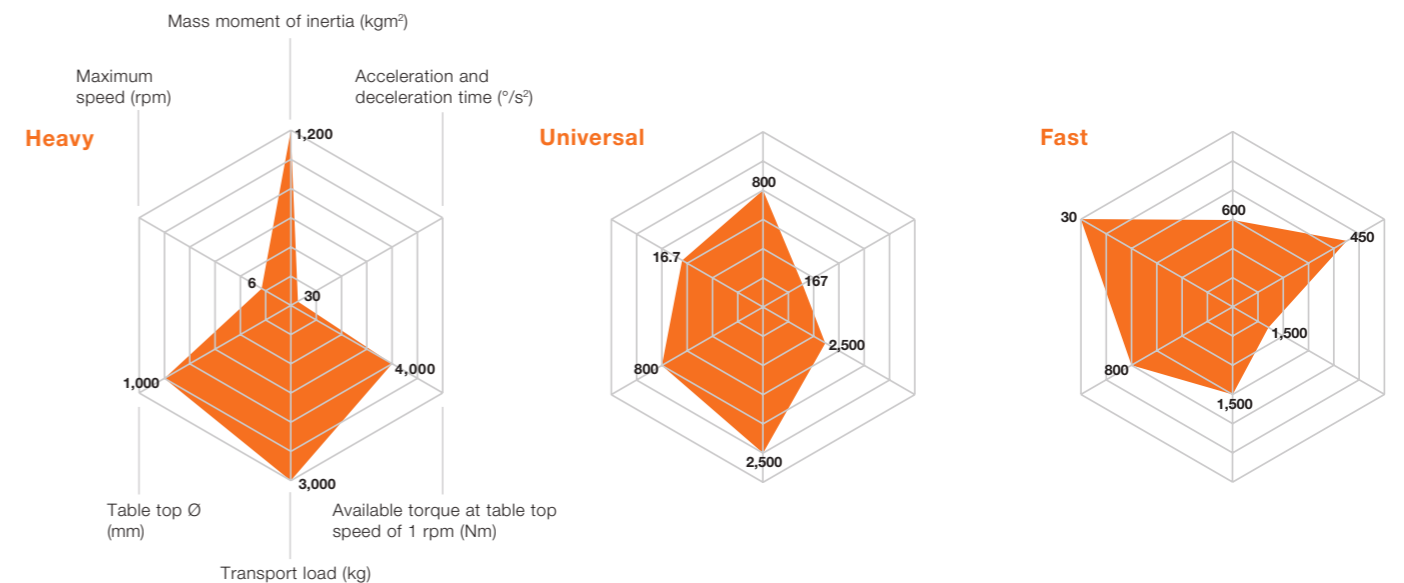 Mass moment of inertia (kgm²)
Maximum
speed (rpm)
Acceleration and
deceleration time (°/s²)
Heavy
1,200
6
30
1,000
4,000
3,000
Table top Ø
(mm)
Available torque at table top
speed of 1 rpm (Nm)
Transport load (kg)
Universal
800
16.7
167
2,500
800
2,500
Fast
30
600
450
1,500
800
1,500